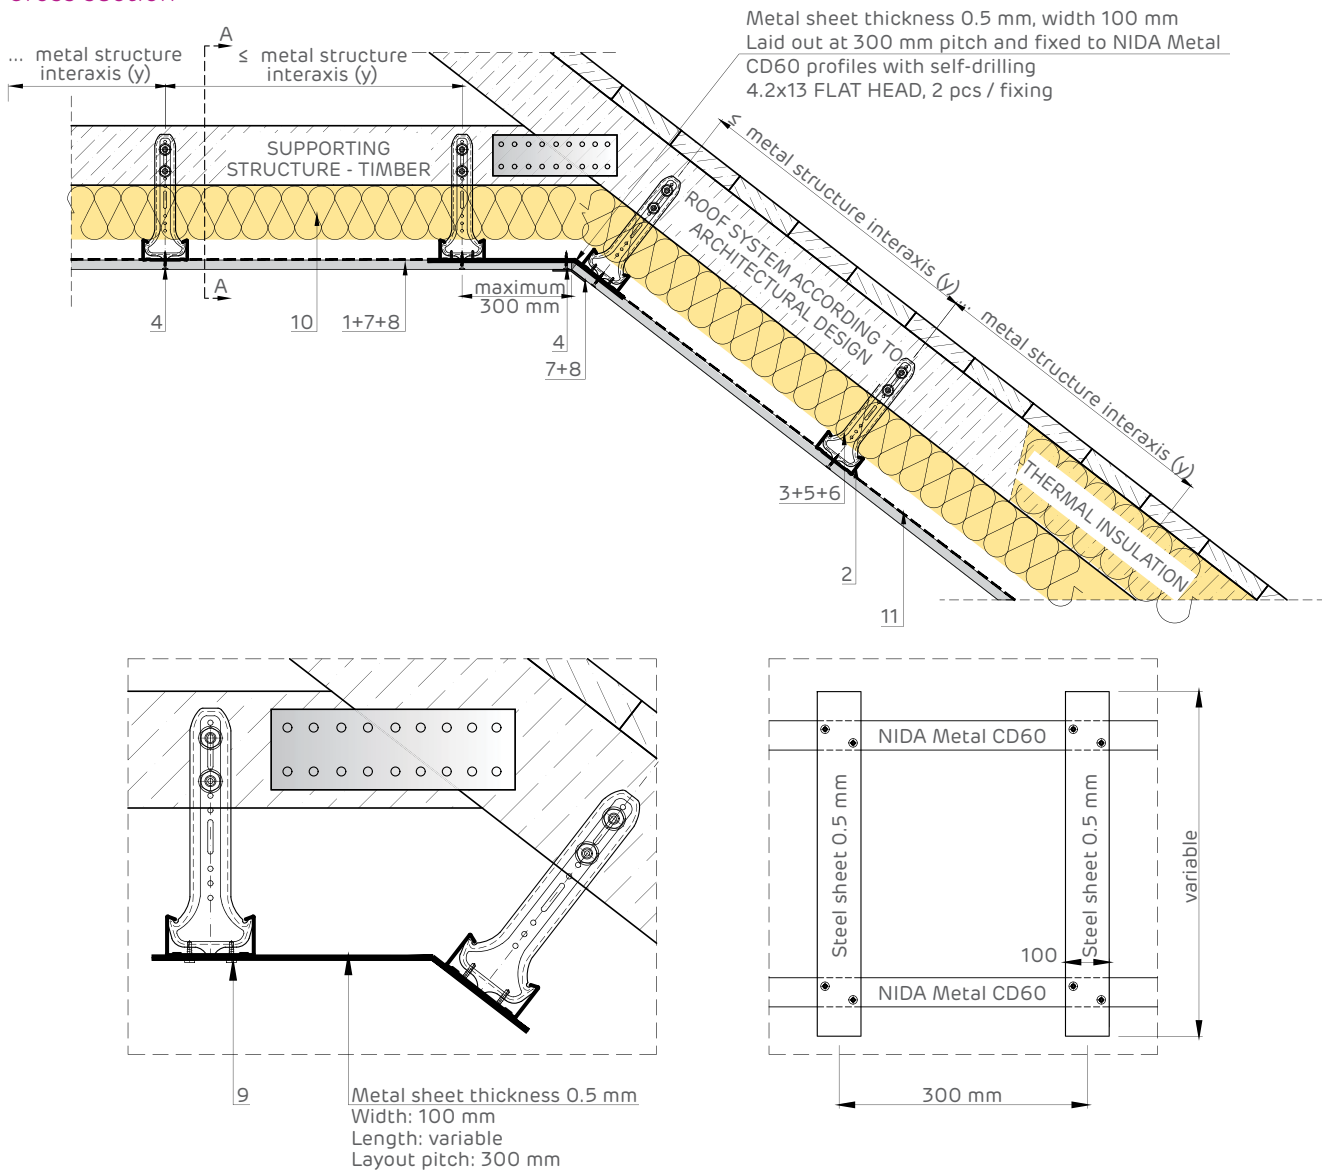 Metal sheet thickness 0.5 mm, width 100 mm
Laid out at 300 mm pitch and fixed to NIDA Metal
CD60 profiles with self-drilling
4.2x13 FLAT HEAD, 2 pcs / fixing
... metal structure
interaxis (y)
A
≤ metal structure
interaxis (y)
SUPPORTING
STRUCTURE - TIMBER
≤ metal structure interaxis (y)
... metal structure interaxis (y)
ROOF SYSTEM ACCORDING TO
ARCHITECTURAL DESIGN
THERMAL INSULATION
A
maximum
300 mm
4
10
1+7+8
4
7+8
3+5+6
2
11
NIDA Metal CD60
Steel sheet 0.5 mm
Steel sheet 0.5 mm
variable
100
NIDA Metal CD60
300 mm
9
Metal sheet thickness 0.5 mm
Width: 100 mm
Length: variable
Layout pitch: 300 mm